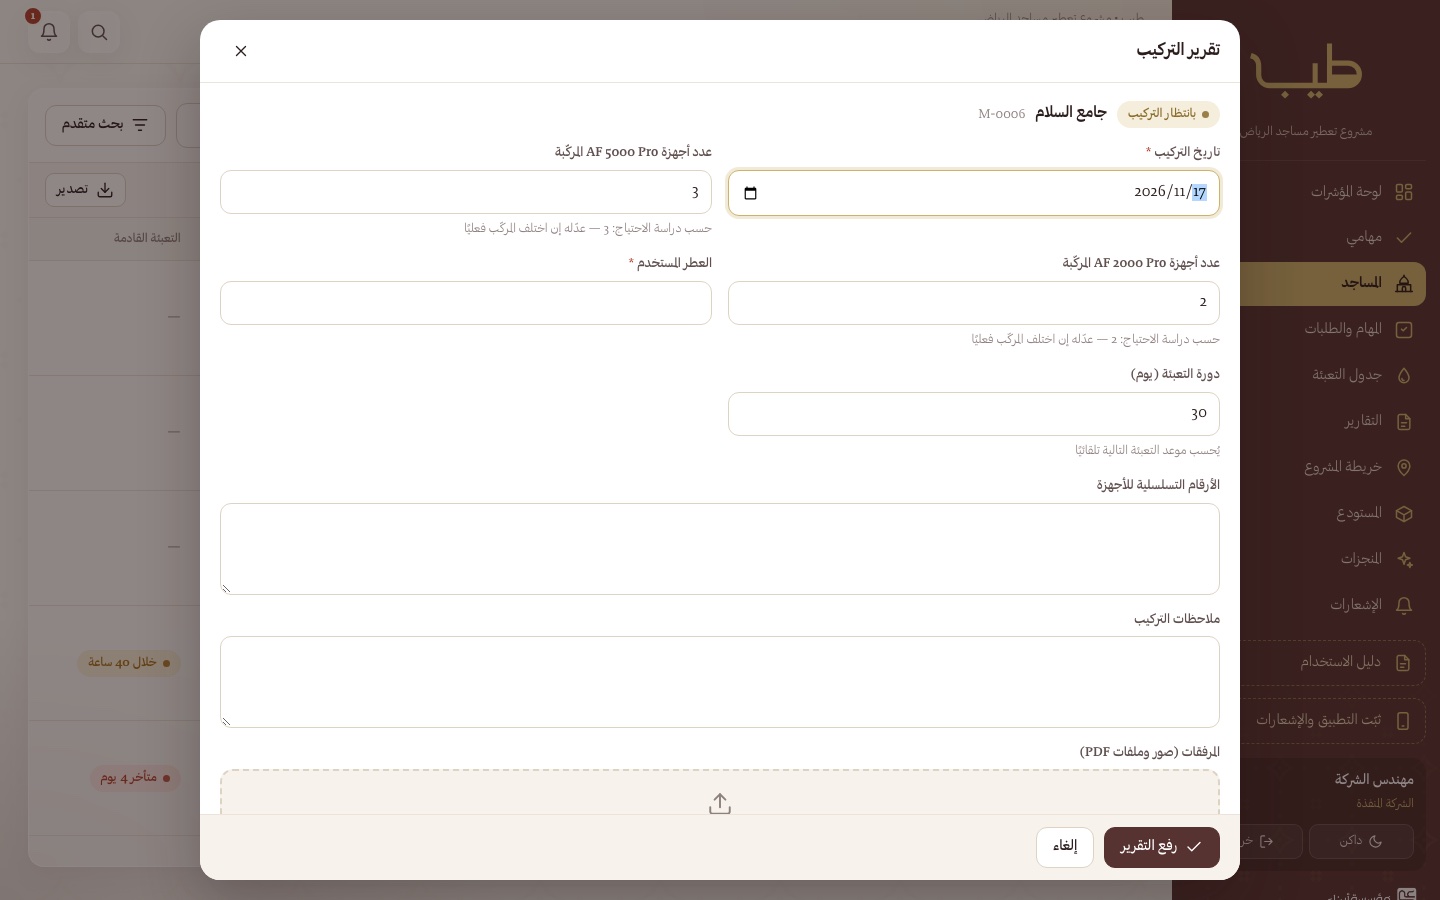 طيب
مشروع تعطير مساجد الرياض
لوحة المؤشرات
مهامي
المساجد
المهام والطلبات
جدول التعبئة
التقارير
خريطة المشروع
المستودع
المنجزات
الإشعارات
دليل الاستخدام
ثبّت التطبيق والإشعارات
مهندس الشركة
الشركة المنفذة
داكن
خر
1
بحث متقدم
تصدير
التعبئة القادمة
—
—
—
خلال 40 ساعة
متأخر 4 يوم
تقرير التركيب
بانتظار التركيب جامع السلام M-0006
تاريخ التركيب *
2026/11/17
عدد أجهزة AF 5000 Pro المركّبة
3
حسب دراسة الاحتياج: 3 — عدّله إن اختلف المركّب فعليًا
عدد أجهزة AF 2000 Pro المركّبة
2
حسب دراسة الاحتياج: 2 — عدّله إن اختلف المركّب فعليًا
العطر المستخدم *
دورة التعبئة (يوم)
30
يُحسب موعد التعبئة التالية تلقائيًا
الأرقام التسلسلية للأجهزة
ملاحظات التركيب
المرفقات (صور وملفات PDF)
رفع التقرير
إلغاء